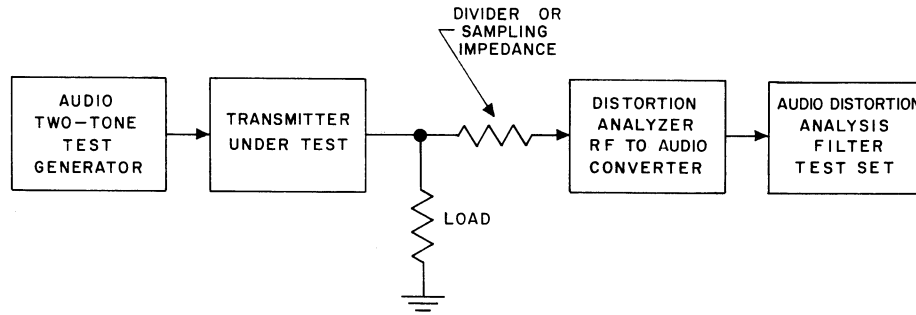 DIVIDER OR
SAMPLING
IMPEDANCE
AUDIO
TWO-TONE
TEST
GENERATOR
TRANSMITTER
UNDER TEST
LOAD
DISTORTION
ANALYZER
RF TO AUDIO
CONVERTER
AUDIO DISTORTION
ANALYSIS
FILTER
TEST SET